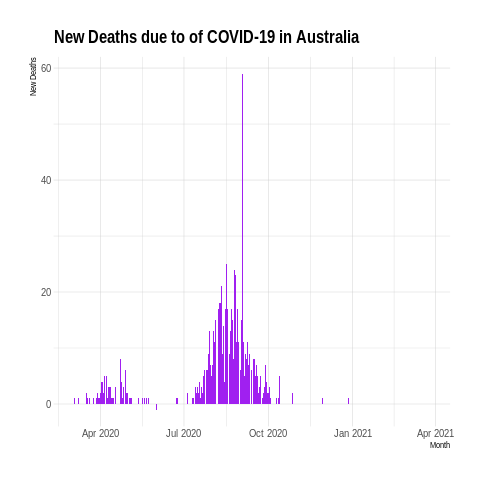 New Deaths due to of COVID-19 in Australia
New Deaths
60
40
20
0
Apr 2020
Jul 2020
Oct 2020
Jan 2021
Apr 2021
Month